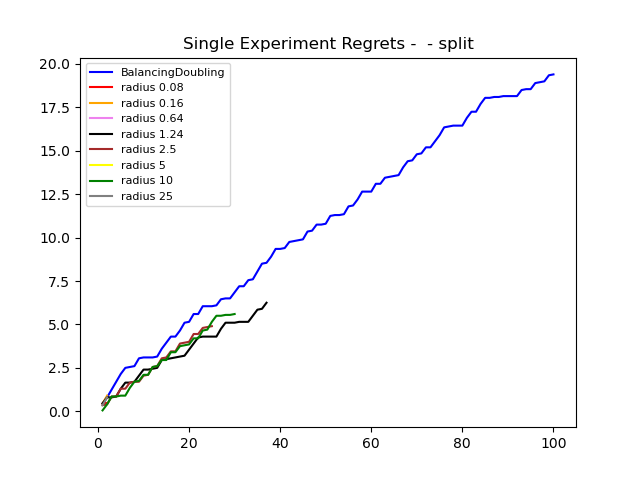 Single Experiment Regrets -  - split
20.0
17.5
15.0
12.5
10.0
7.5
5.0
2.5
0.0
BalancingDoubling
radius 0.08
radius 0.16
radius 0.64
radius 1.24
radius 2.5
radius 5
radius 10
radius 25
0 20 40 60 80 100